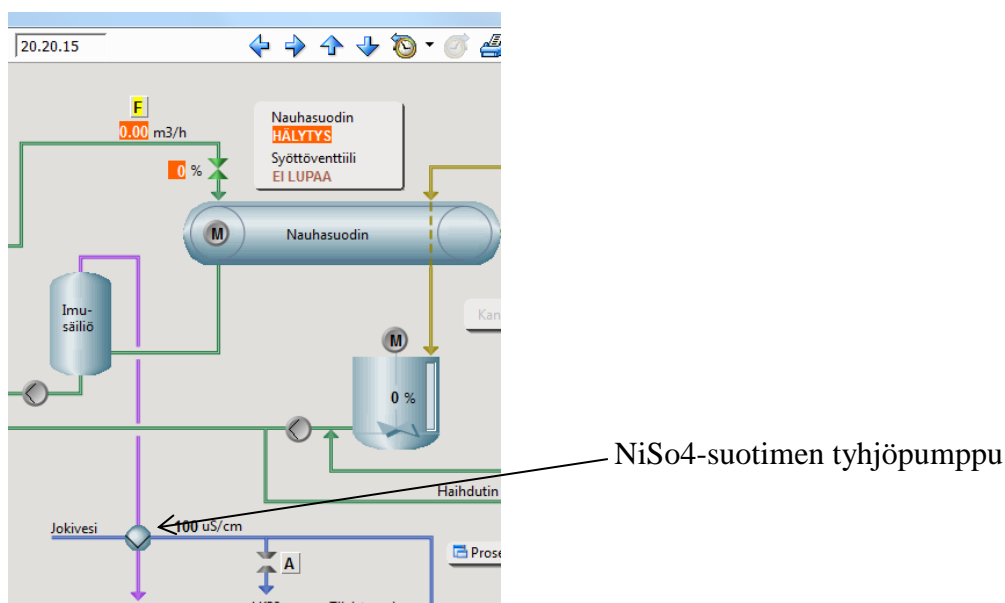 20.20.15
F
0.00 m3/h
Nauhasuodin
HÄLYTYS
Syöttöventtiili
EI LUPAA
0 %
M
Nauhasuodin
Imu-
säiliö
Kan
M
0 %
NiSo4-suotimen tyhjöpumppu
Haihdutin
Jokivesi
100 uS/cm
A
Prose